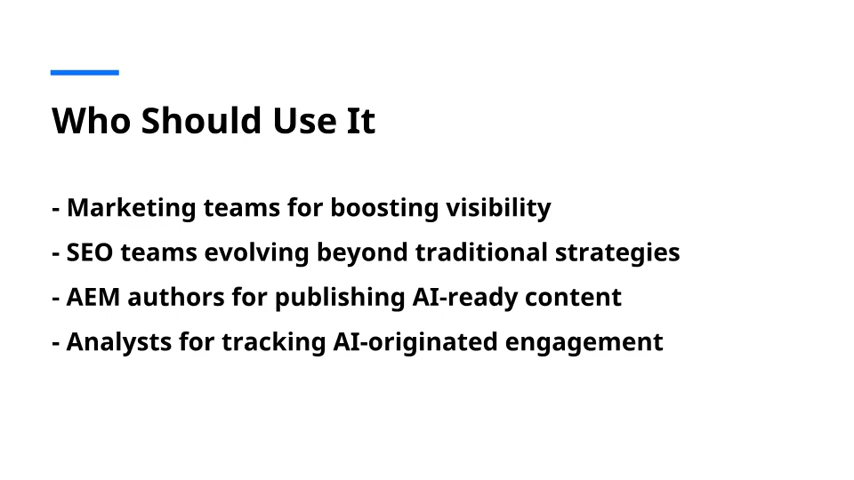 Who Should Use It
- Marketing teams for boosting visibility
- SEO teams evolving beyond traditional strategies
- AEM authors for publishing AI-ready content
- Analysts for tracking AI-originated engagement